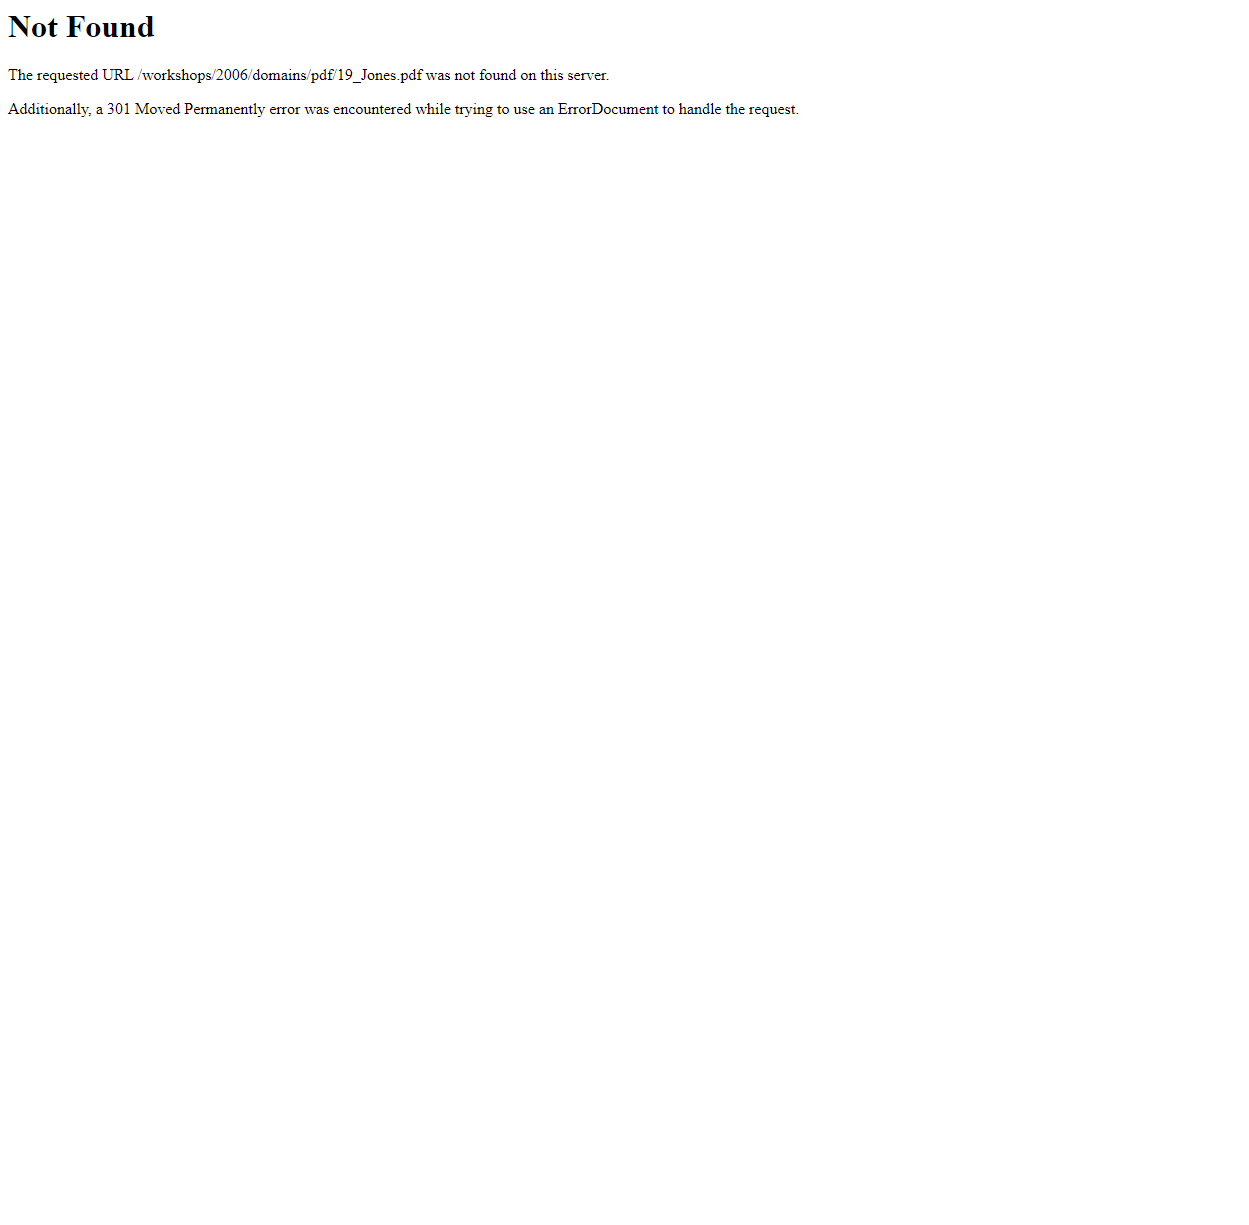 Not Found
The requested URL /workshops/2006/domains/pdf/19_Jones.pdf was not found on this server.
Additionally, a 301 Moved Permanently error was encountered while trying to use an ErrorDocument to handle the request.